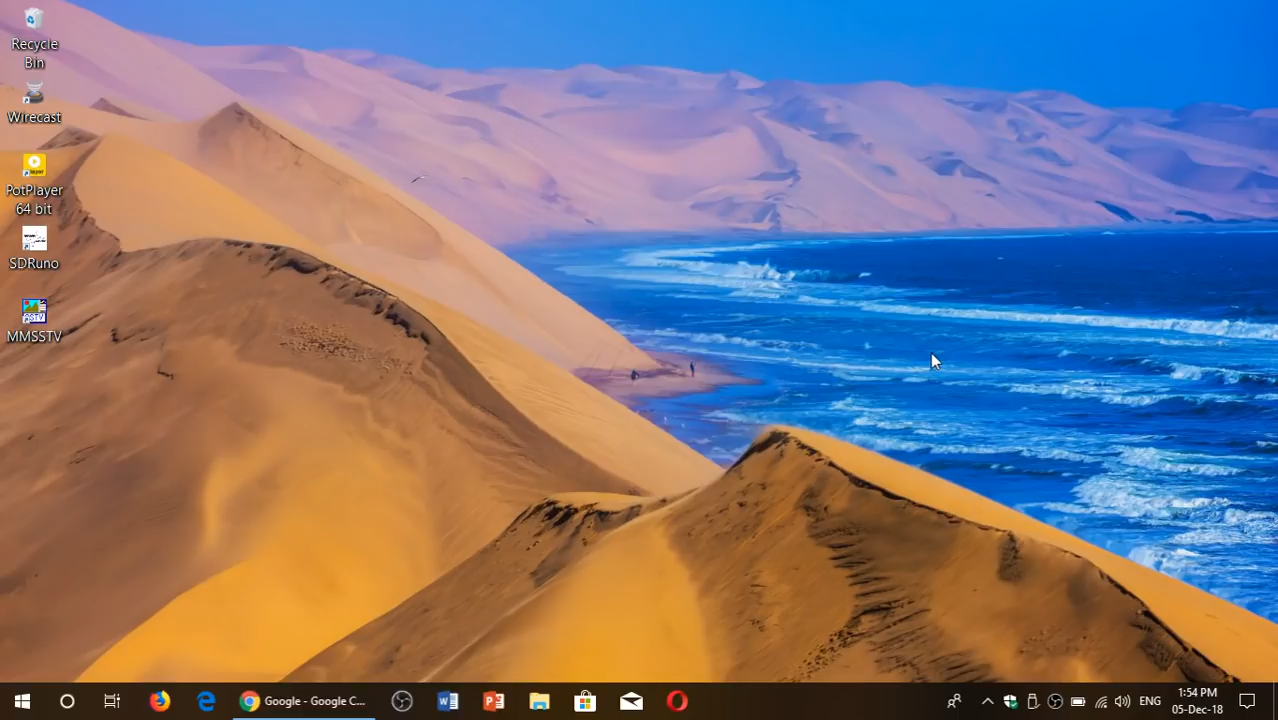 Recycle
Bin
Wirecast
PotPlayer
64 bit
SDRuno
MMSSTV
Google - Google C...
ENG
1:54 PM
05-Dec-18